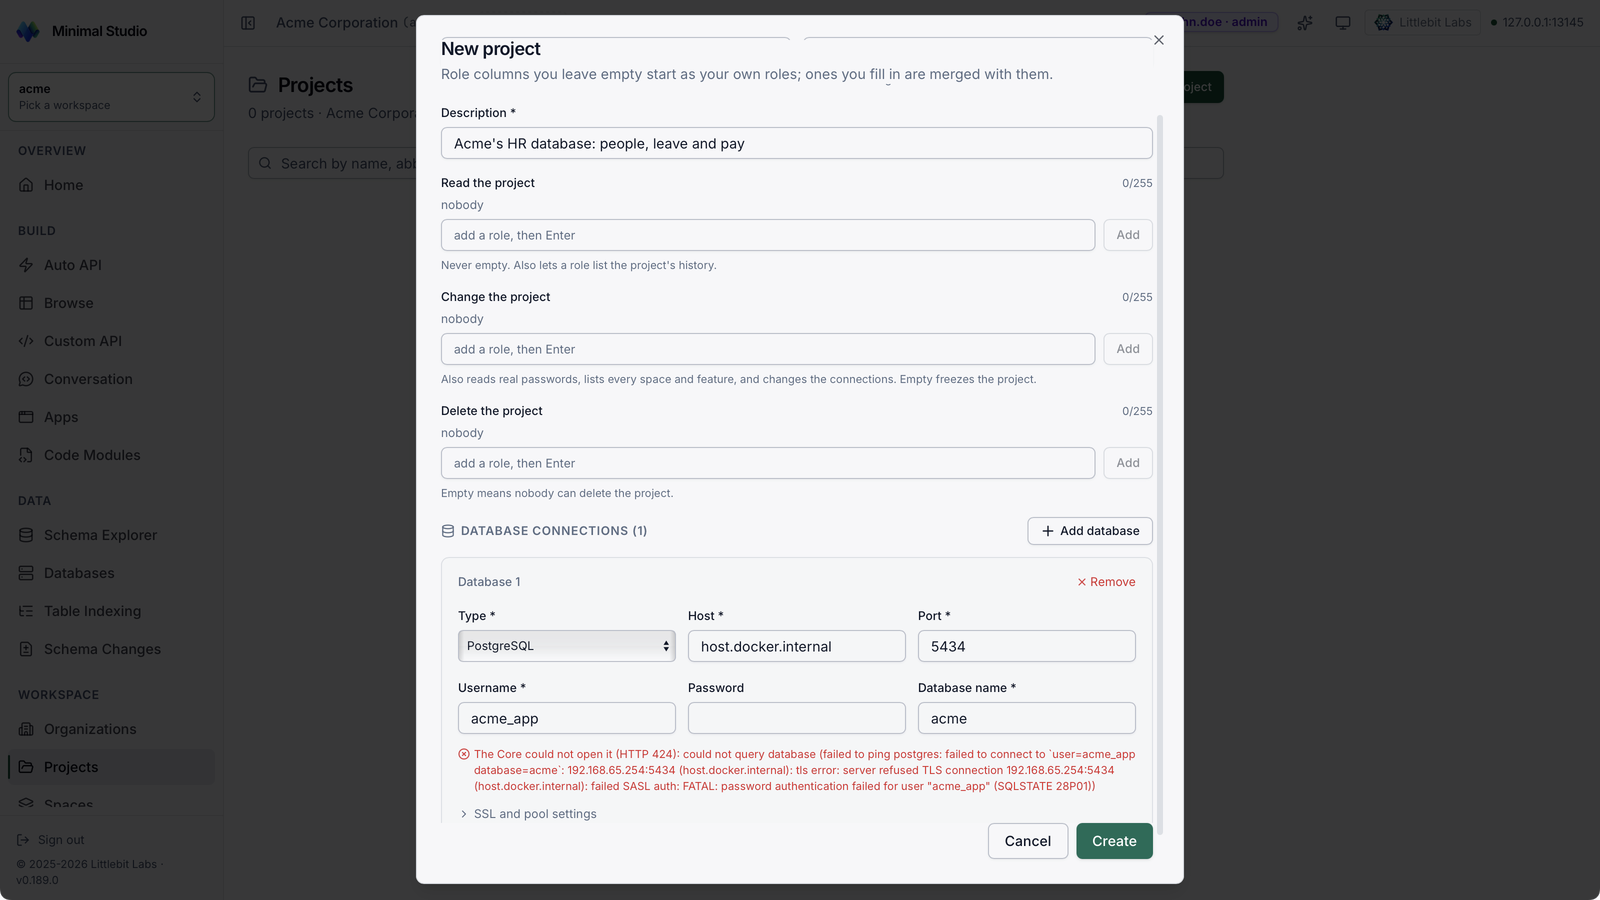 Minimal Studio
Acme Corporation
nn.doe · admin
Littlebit Labs
127.0.0.1:13145
acme
Pick a workspace
OVERVIEW
Home
BUILD
Auto API
Browse
Custom API
Conversation
Apps
Code Modules
DATA
Schema Explorer
Databases
Table Indexing
Schema Changes
WORKSPACE
Organizations
Projects
Spaces
Sign out
© 2025-2026 Littlebit Labs ·
v0.189.0
Projects
0 projects · Acme Corpora
Search by name, abb
oject
New project
Role columns you leave empty start as your own roles; ones you fill in are merged with them.
Description *
Acme's HR database: people, leave and pay
Read the project
0/255
nobody
add a role, then Enter
Add
Never empty. Also lets a role list the project's history.
Change the project
0/255
nobody
add a role, then Enter
Add
Also reads real passwords, lists every space and feature, and changes the connections. Empty freezes the project.
Delete the project
0/255
nobody
add a role, then Enter
Add
Empty means nobody can delete the project.
DATABASE CONNECTIONS (1)
Add database
Database 1
Remove
Type *
Host *
Port *
PostgreSQL
host.docker.internal
5434
Username *
Password
Database name *
acme_app
acme
The Core could not open it (HTTP 424): could not query database (failed to ping postgres: failed to connect to `user=acme_app
database=acme`: 192.168.65.254:5434 (host.docker.internal): tls error: server refused TLS connection 192.168.65.254:5434
(host.docker.internal): failed SASL auth: FATAL: password authentication failed for user "acme_app" (SQLSTATE 28P01))
SSL and pool settings
Cancel
Create